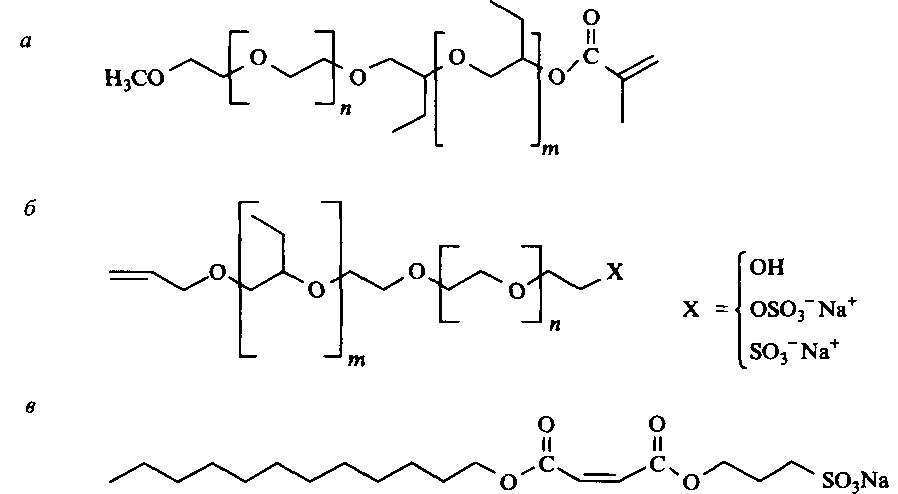 а
H₃CO O n O O m O O C
б
O O m O O n X
X = OH
OSO₃⁻Na⁺
SO₃⁻Na⁺
в
O O O O SO₃Na